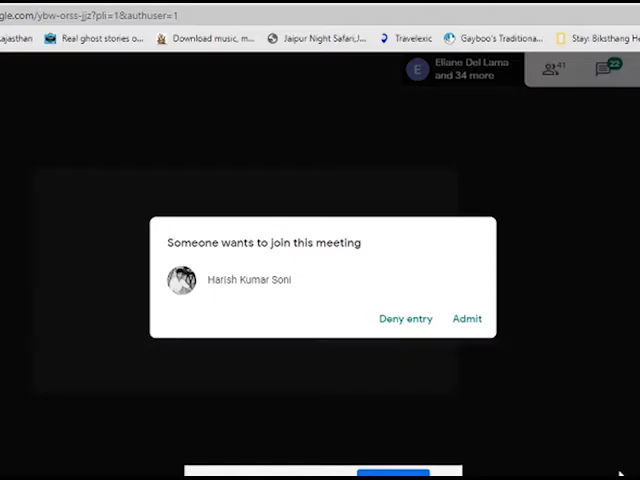 gle.com/ybw-orss-jjz?pli=1&authuser=1
ajasthan Real ghost stories o... Download music, m... Jaipur Night Safari,J... Travelexic Gayboo's Traditiona... Stay: Biksthang He
E Eliane Del Lama and 34 more 41 22
Someone wants to join this meeting
Harish Kumar Soni
Deny entry Admit